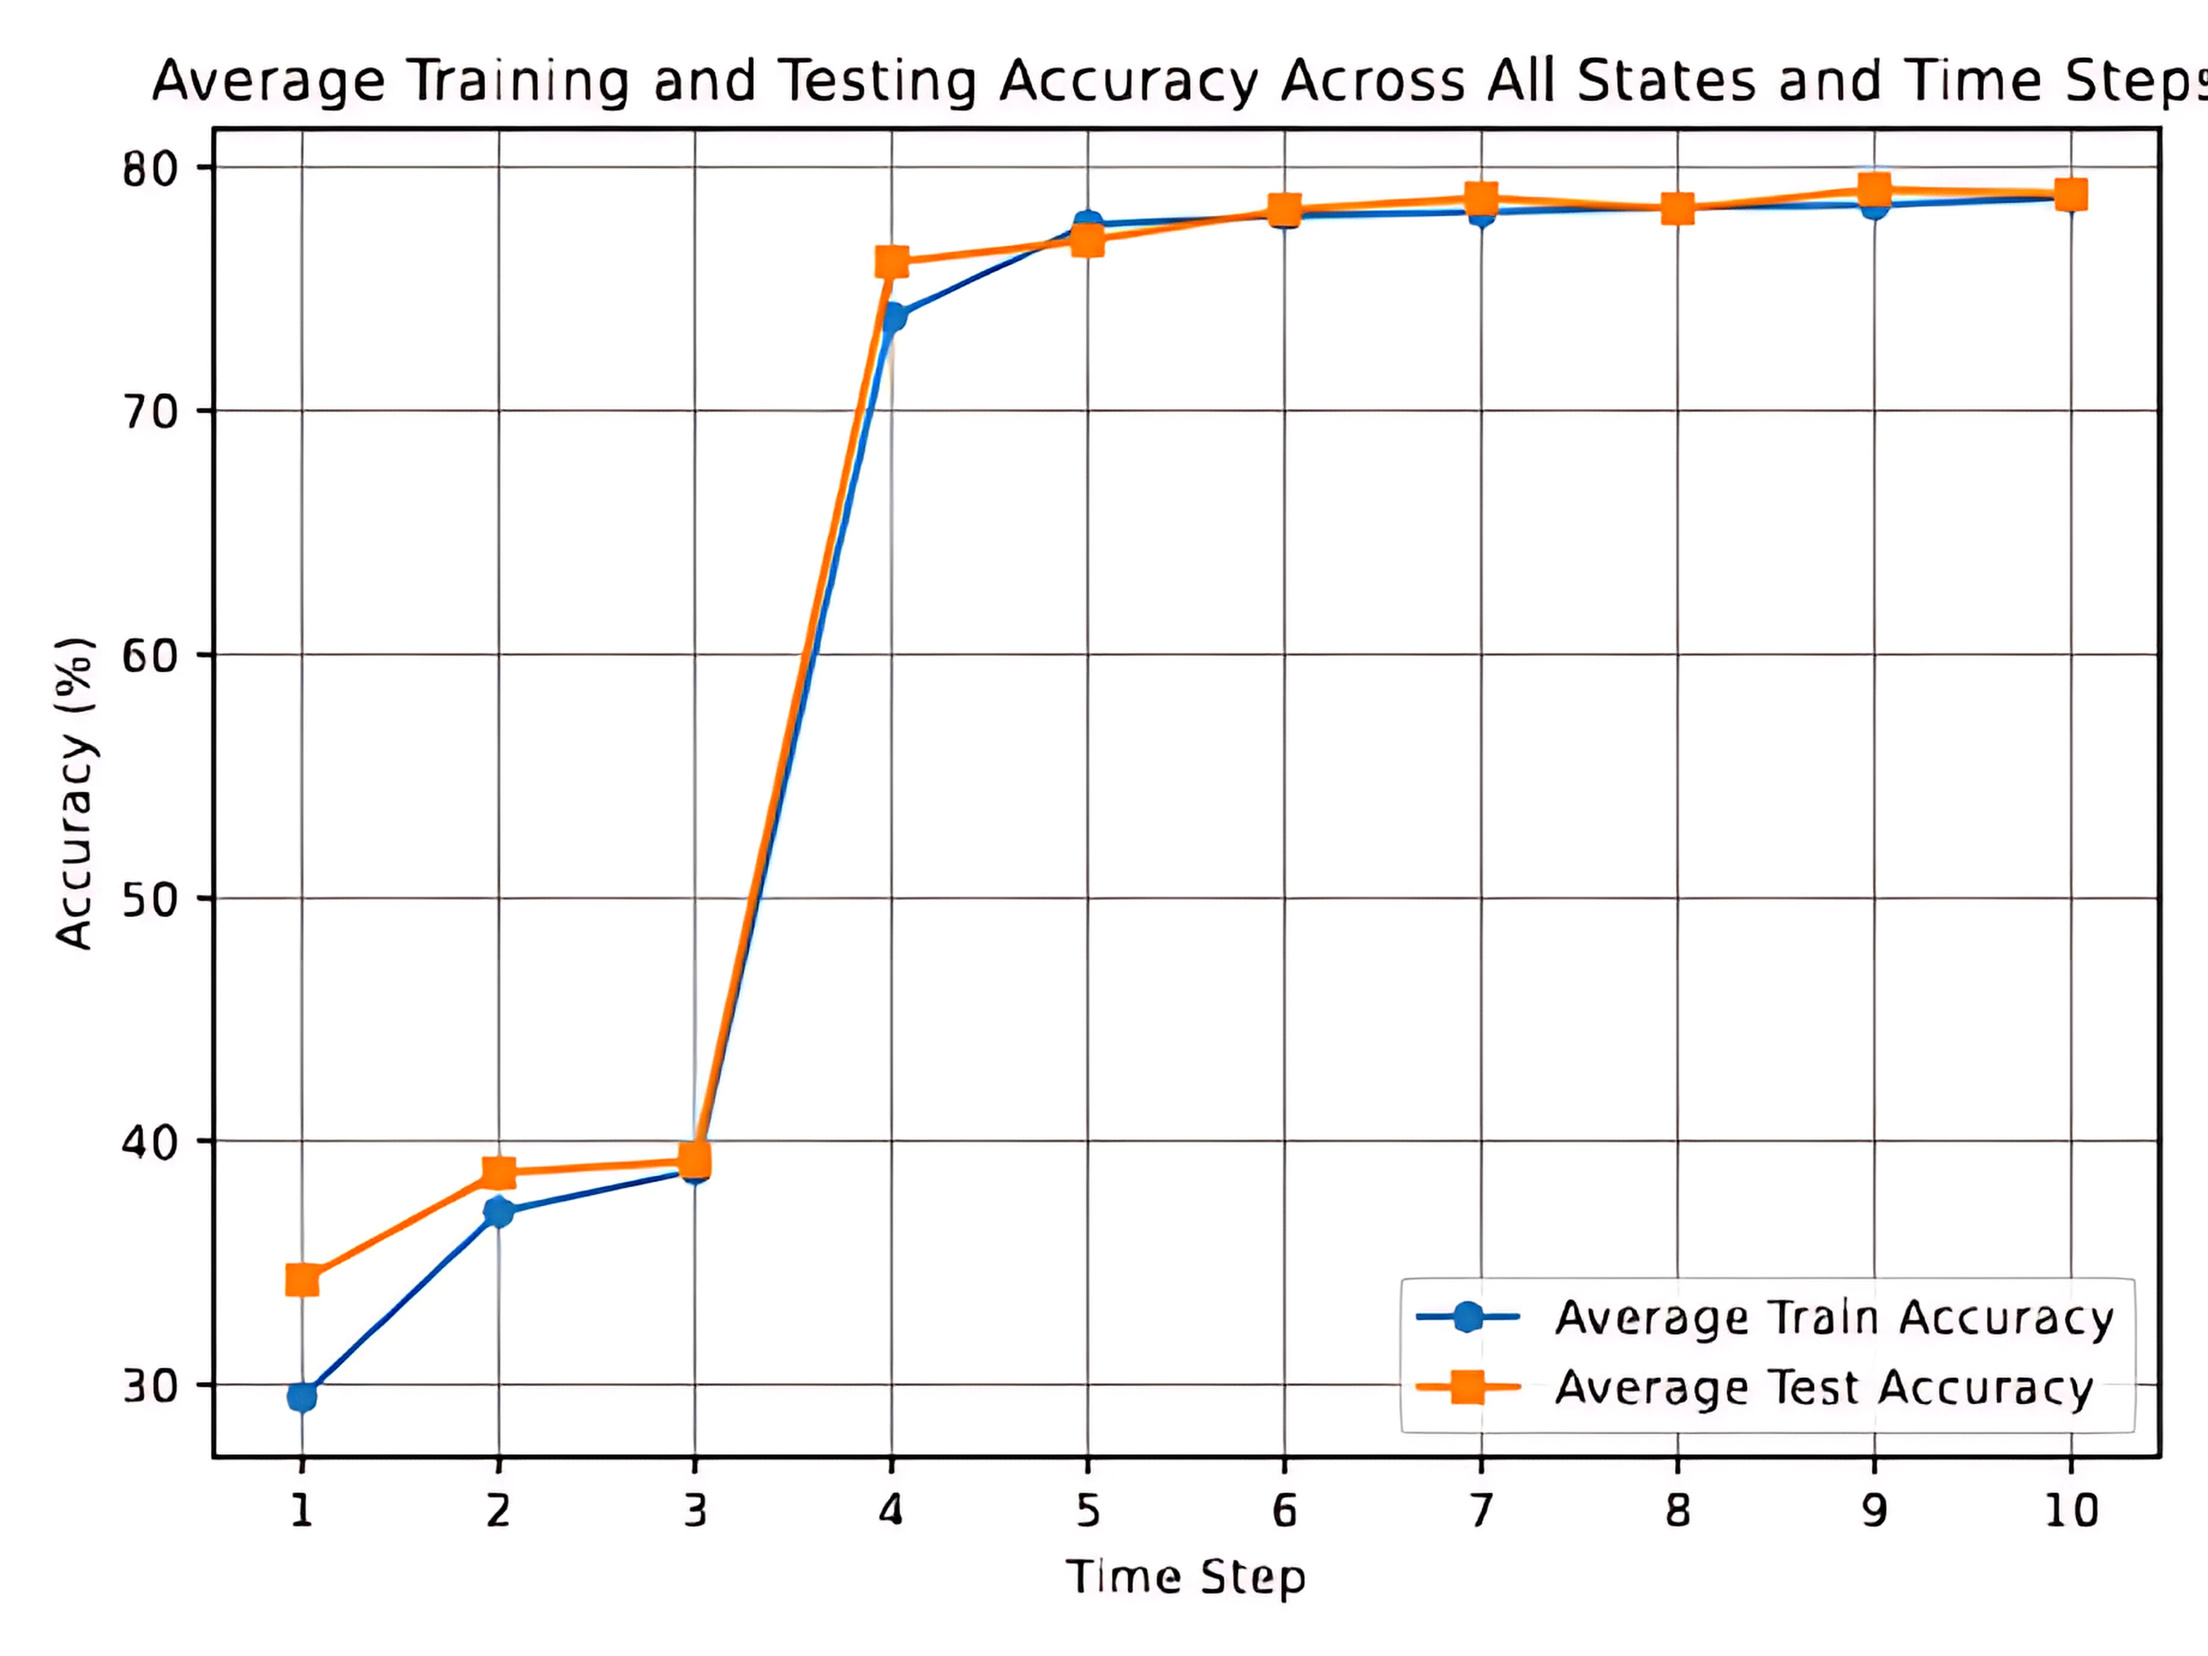 Average Training and Testing Accuracy Across All States and Time Steps
80
70
60
50
40
30
Accuracy (%)
1 2 3 4 5 6 7 8 9 10
Time Step
Average Train Accuracy
Average Test Accuracy